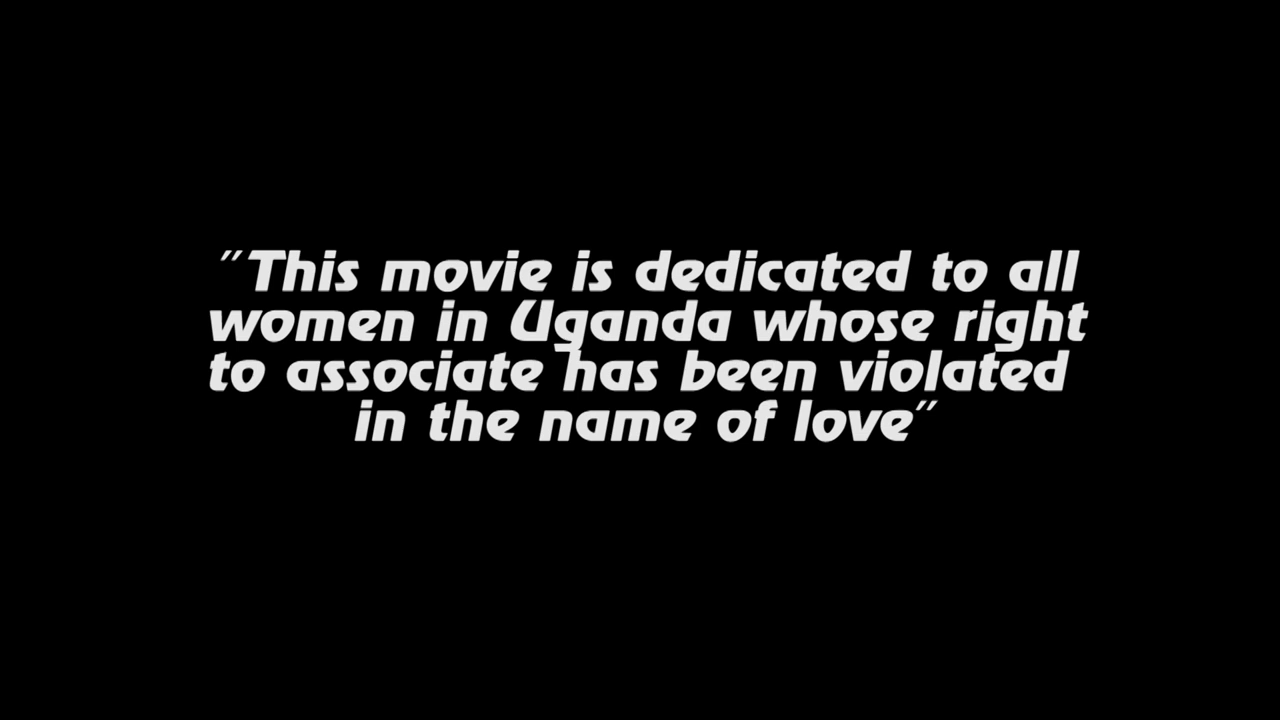 "This movie is dedicated to all
women in Uganda whose right
to associate has been violated
in the name of love"